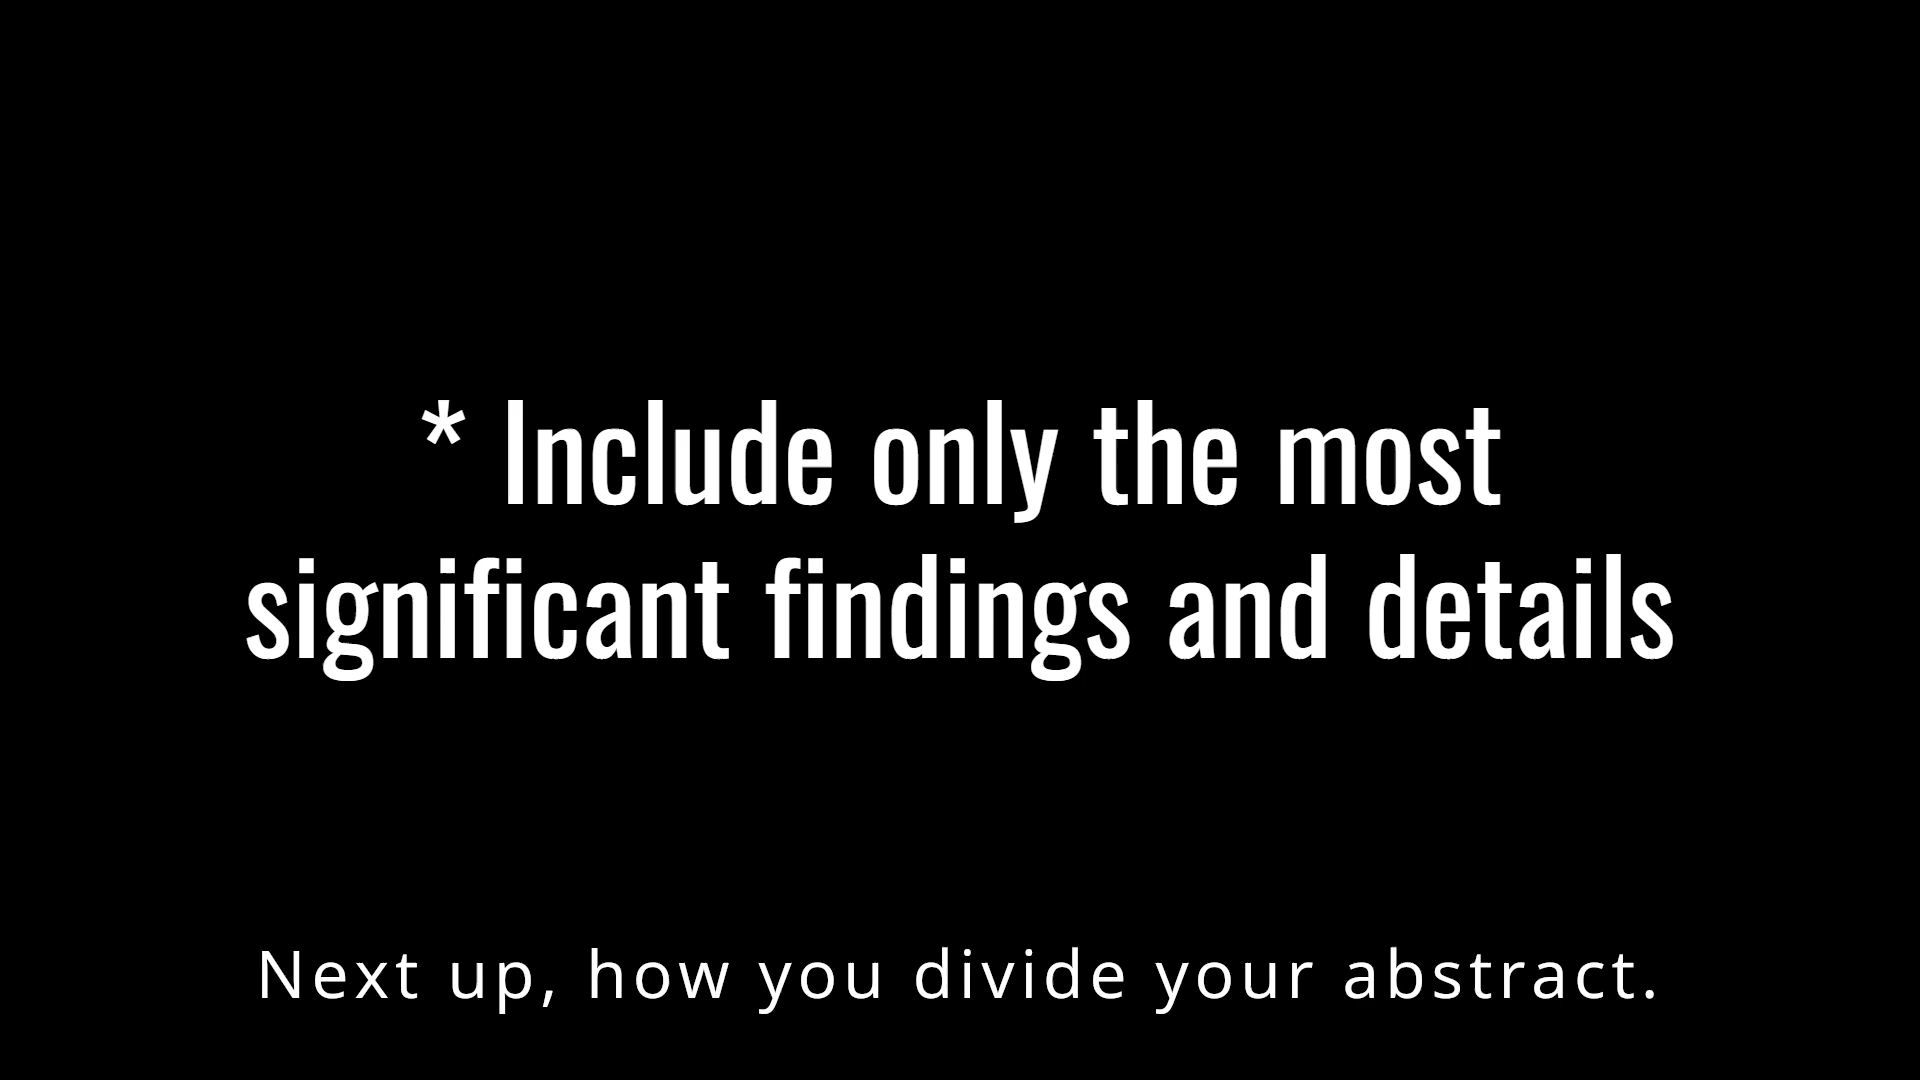 * Include only the most
significant findings and details
Next up, how you divide your abstract.